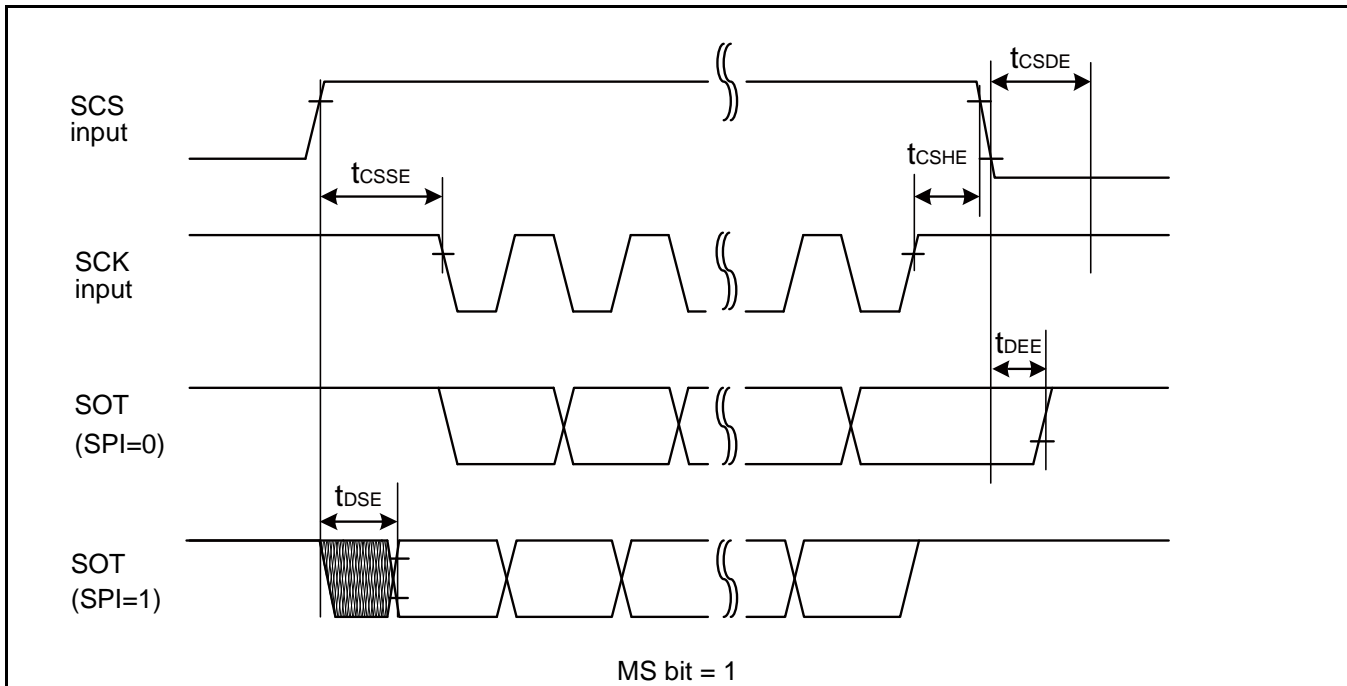 tCSDE
SCS
input
tCSHE
tCSSE
SCK
input
tDEE
SOT
(SPI=0)
tDSE
SOT
(SPI=1)
MS bit = 1